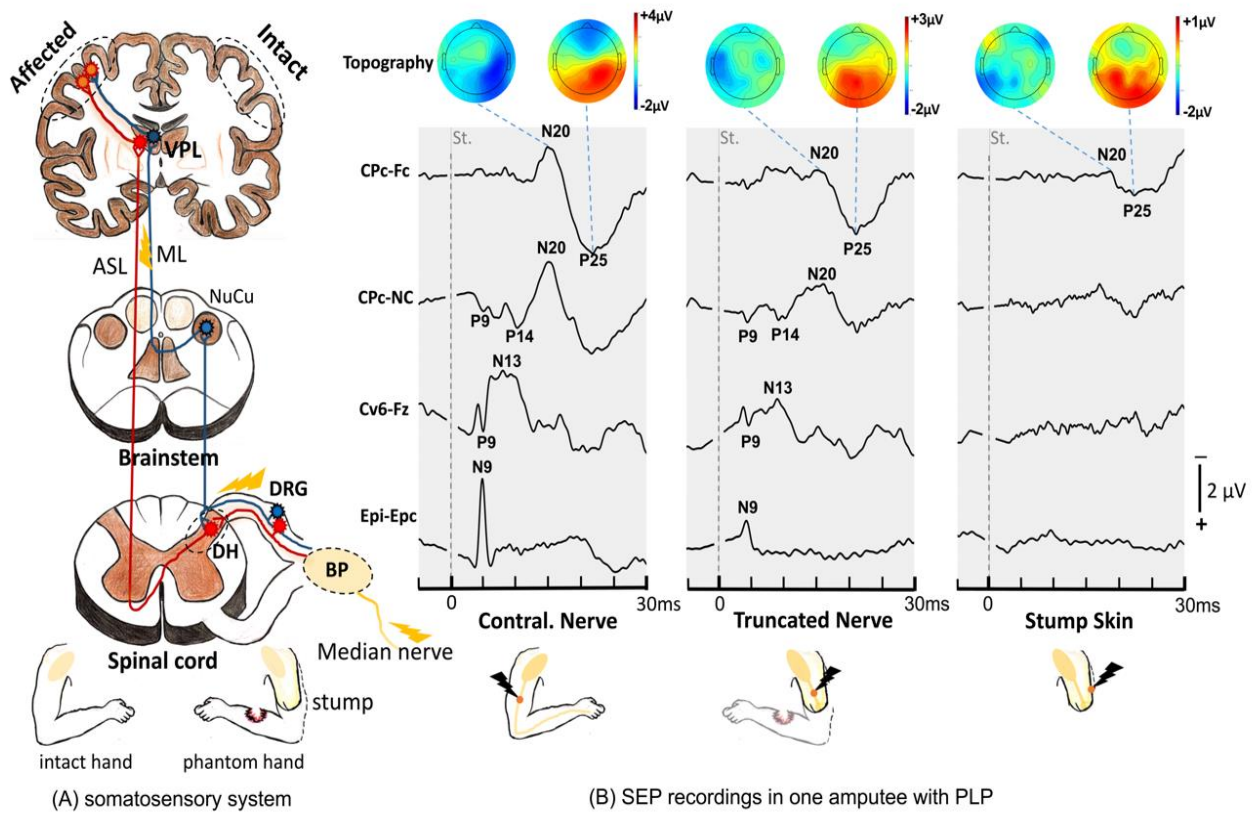 Affected
Intact
VPL
ASL
ML
NuCu
Brainstem
DRG
DH
BP
Median nerve
Spinal cord
stump
intact hand
phantom hand
(A) somatosensory system
Topography
+4µV
-2µV
+3µV
-2µV
+1µV
-2µV
St.
N20
CPc-Fc
P25
N20
CPc-NC
P9
P14
N13
Cv6-Fz
P9
N9
Epi-Epc
0
30ms
Contral. Nerve
St.
N20
P25
N20
P9
P14
N13
P9
N9
0
30ms
Truncated Nerve
St.
N20
P25
−
2 µV
+
0
30ms
Stump Skin
(B) SEP recordings in one amputee with PLP